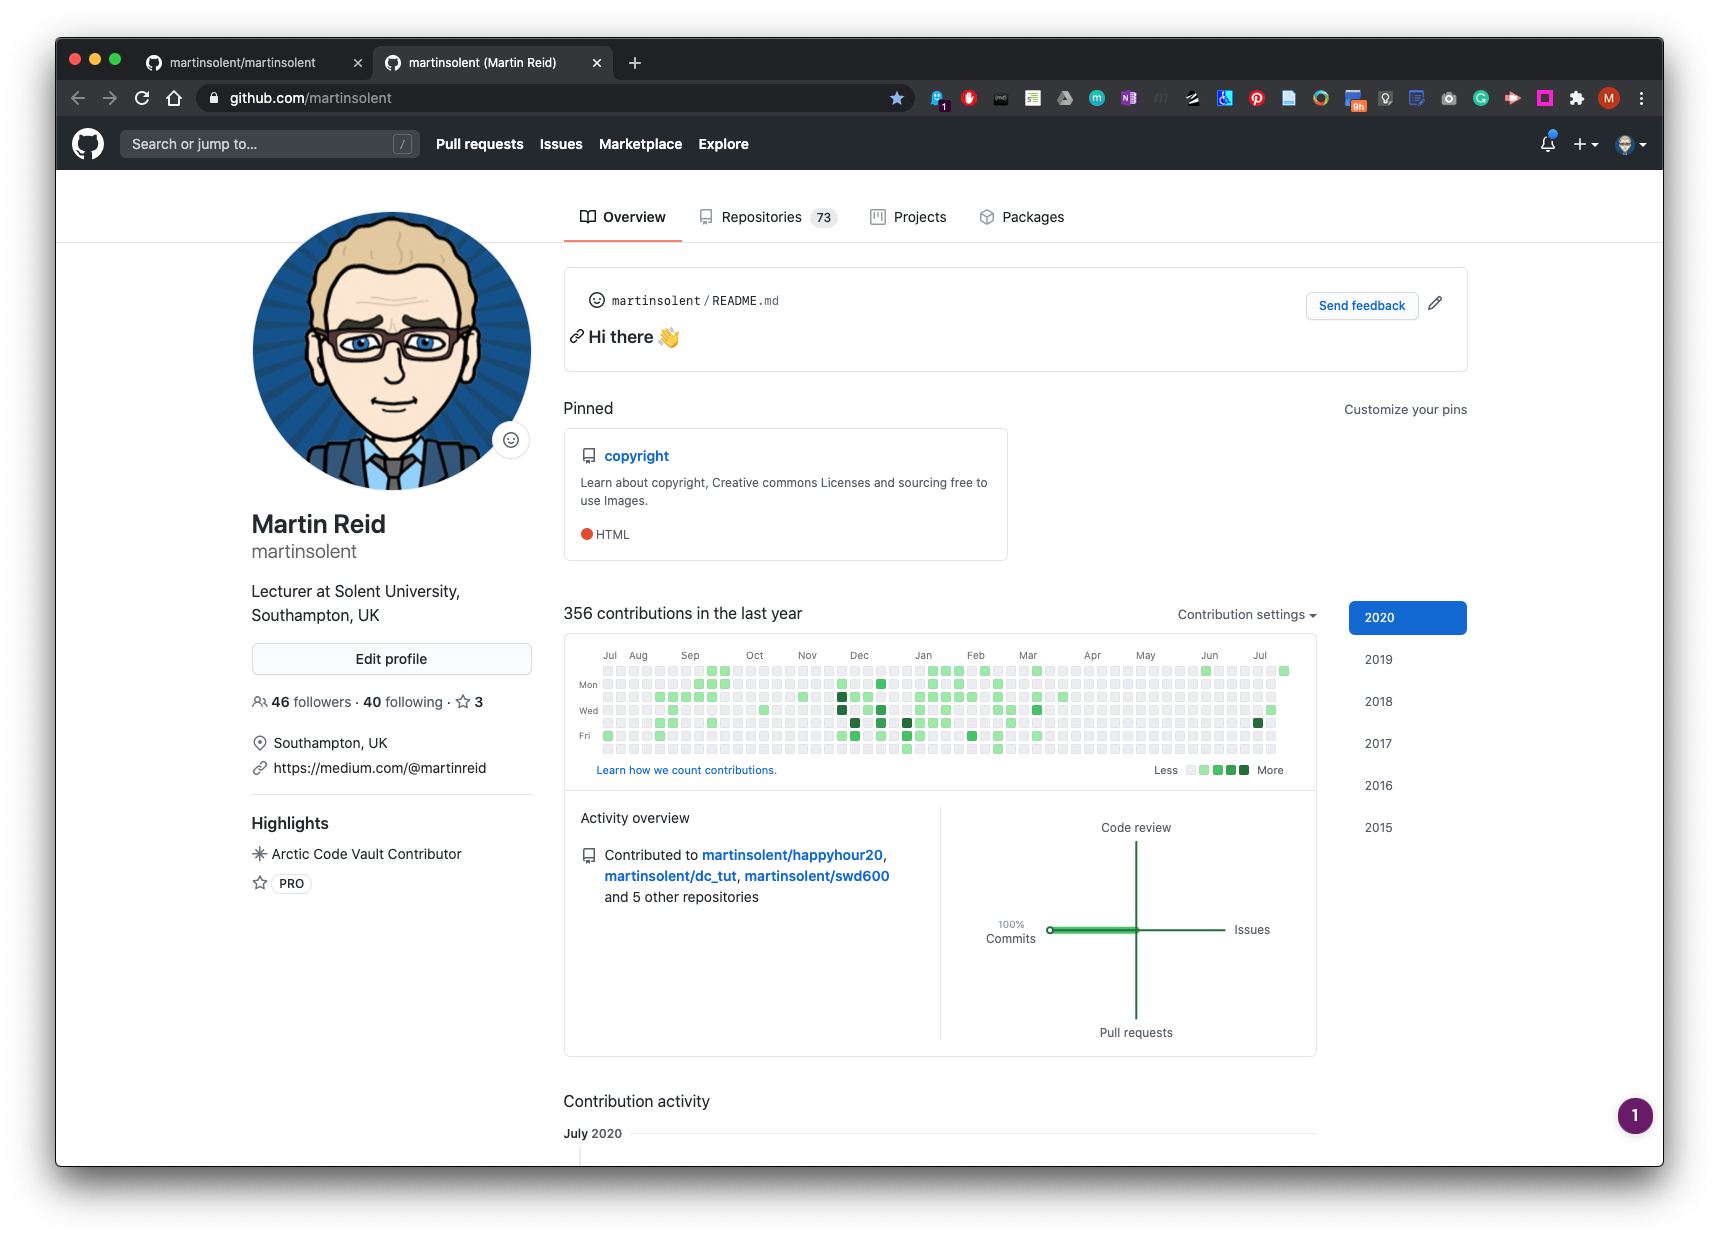 martinsolent/martinsolent
martinsolent (Martin Reid)
github.com/martinsolent
1
9h
M
Search or jump to...
/
Pull requests
Issues
Marketplace
Explore
Overview
Repositories 73
Projects
Packages
martinsolent/README.md
Send feedback
Hi there 👋
Pinned
Customize your pins
copyright
Learn about copyright, Creative commons Licenses and sourcing free to
use Images.
HTML
Martin Reid
martinsolent
Lecturer at Solent University,
Southampton, UK
Edit profile
46 followers · 40 following · 3
Southampton, UK
https://medium.com/@martinreid
Highlights
Arctic Code Vault Contributor
PRO
356 contributions in the last year
Contribution settings
2020
2019
2018
2017
2016
2015
Jul Aug Sep Oct Nov Dec Jan Feb Mar Apr May Jun Jul
Mon
Wed
Fri
Learn how we count contributions.
Less More
Activity overview
Contributed to martinsolent/happyhour20,
martinsolent/dc_tut, martinsolent/swd600
and 5 other repositories
Code review
100%
Commits
Issues
Pull requests
Contribution activity
July 2020
1